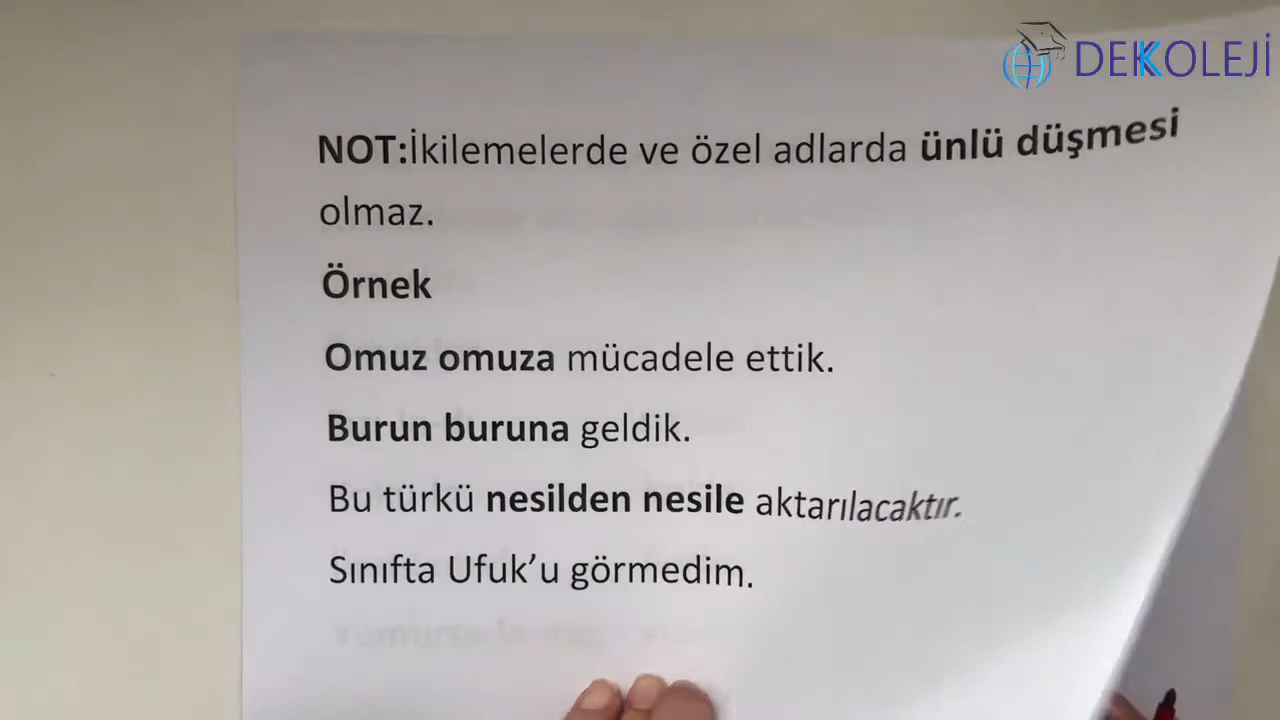 DEKKOLEJİ
NOT:İkilemelerde ve özel adlarda ünlü düşmesi
olmaz.
Örnek
Omuz omuza mücadele ettik.
Burun buruna geldik.
Bu türkü nesilden nesile aktarılacaktır.
Sınıfta Ufuk’u görmedim.